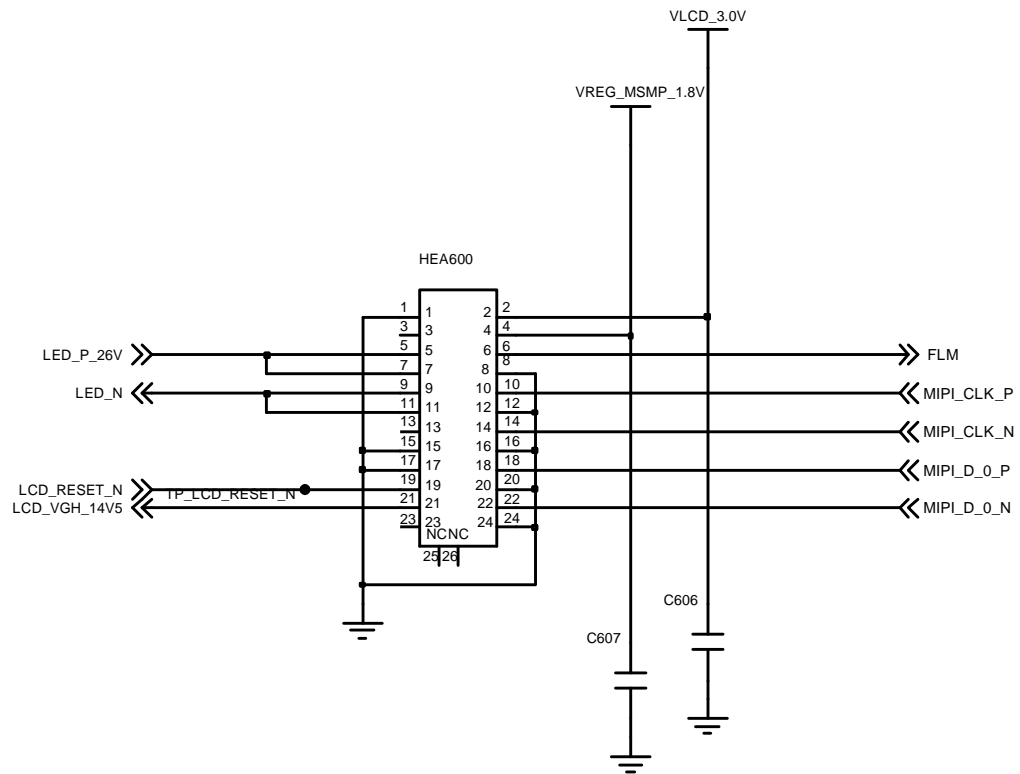 VLCD_3.0V
VREG_MSMP_1.8V
HEA600
1 1 2 2
3 3 4 4
LED_P_26V 5 5 6 6 FLM
7 7 8 8
LED_N 9 9 10 10 MIPI_CLK_P
11 11 12 12
13 13 14 14 MIPI_CLK_N
15 15 16 16
17 17 18 18 MIPI_D_0_P
LCD_RESET_N TP_LCD_RESET_N 19 19 20 20
LCD_VGH_14V5 21 21 22 22 MIPI_D_0_N
23 23 24 24
NC NC
25 26
C606
C607